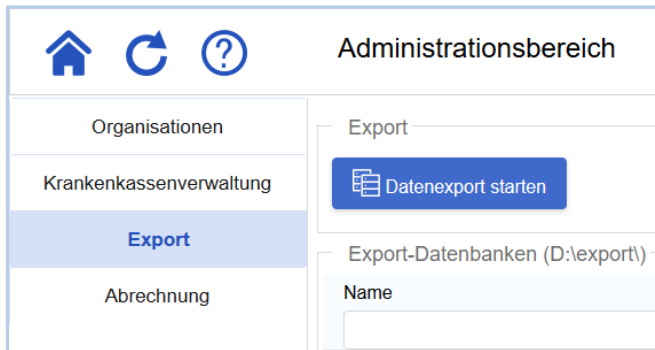 Administrationsbereich
Organisationen
Krankenkassenverwaltung
Export
Abrechnung
Export
Datenexport starten
Export-Datenbanken (D:\export\)
Name